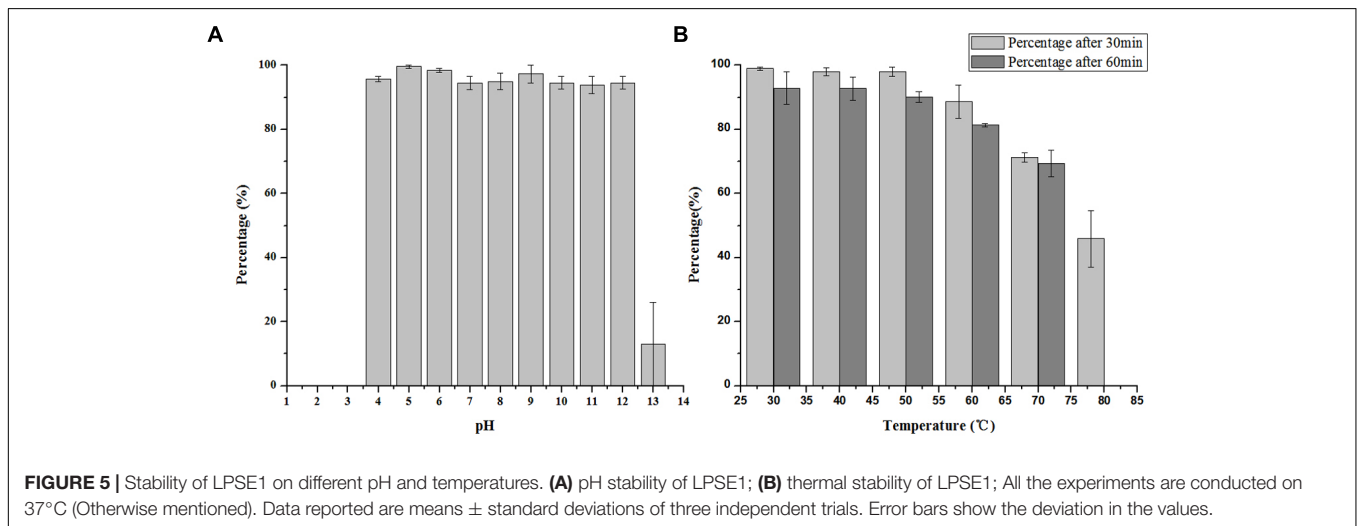 A
Percentage (%)
100
80
60
40
20
0
1 2 3 4 5 6 7 8 9 10 11 12 13 14
pH
B
Percentage after 30min
Percentage after 60min
Percentage(%)
100
80
60
40
20
0
25 30 35 40 45 50 55 60 65 70 75 80 85
Temperature (℃)
FIGURE 5 | Stability of LPSE1 on different pH and temperatures. (A) pH stability of LPSE1; (B) thermal stability of LPSE1; All the experiments are conducted on
37°C (Otherwise mentioned). Data reported are means ± standard deviations of three independent trials. Error bars show the deviation in the values.